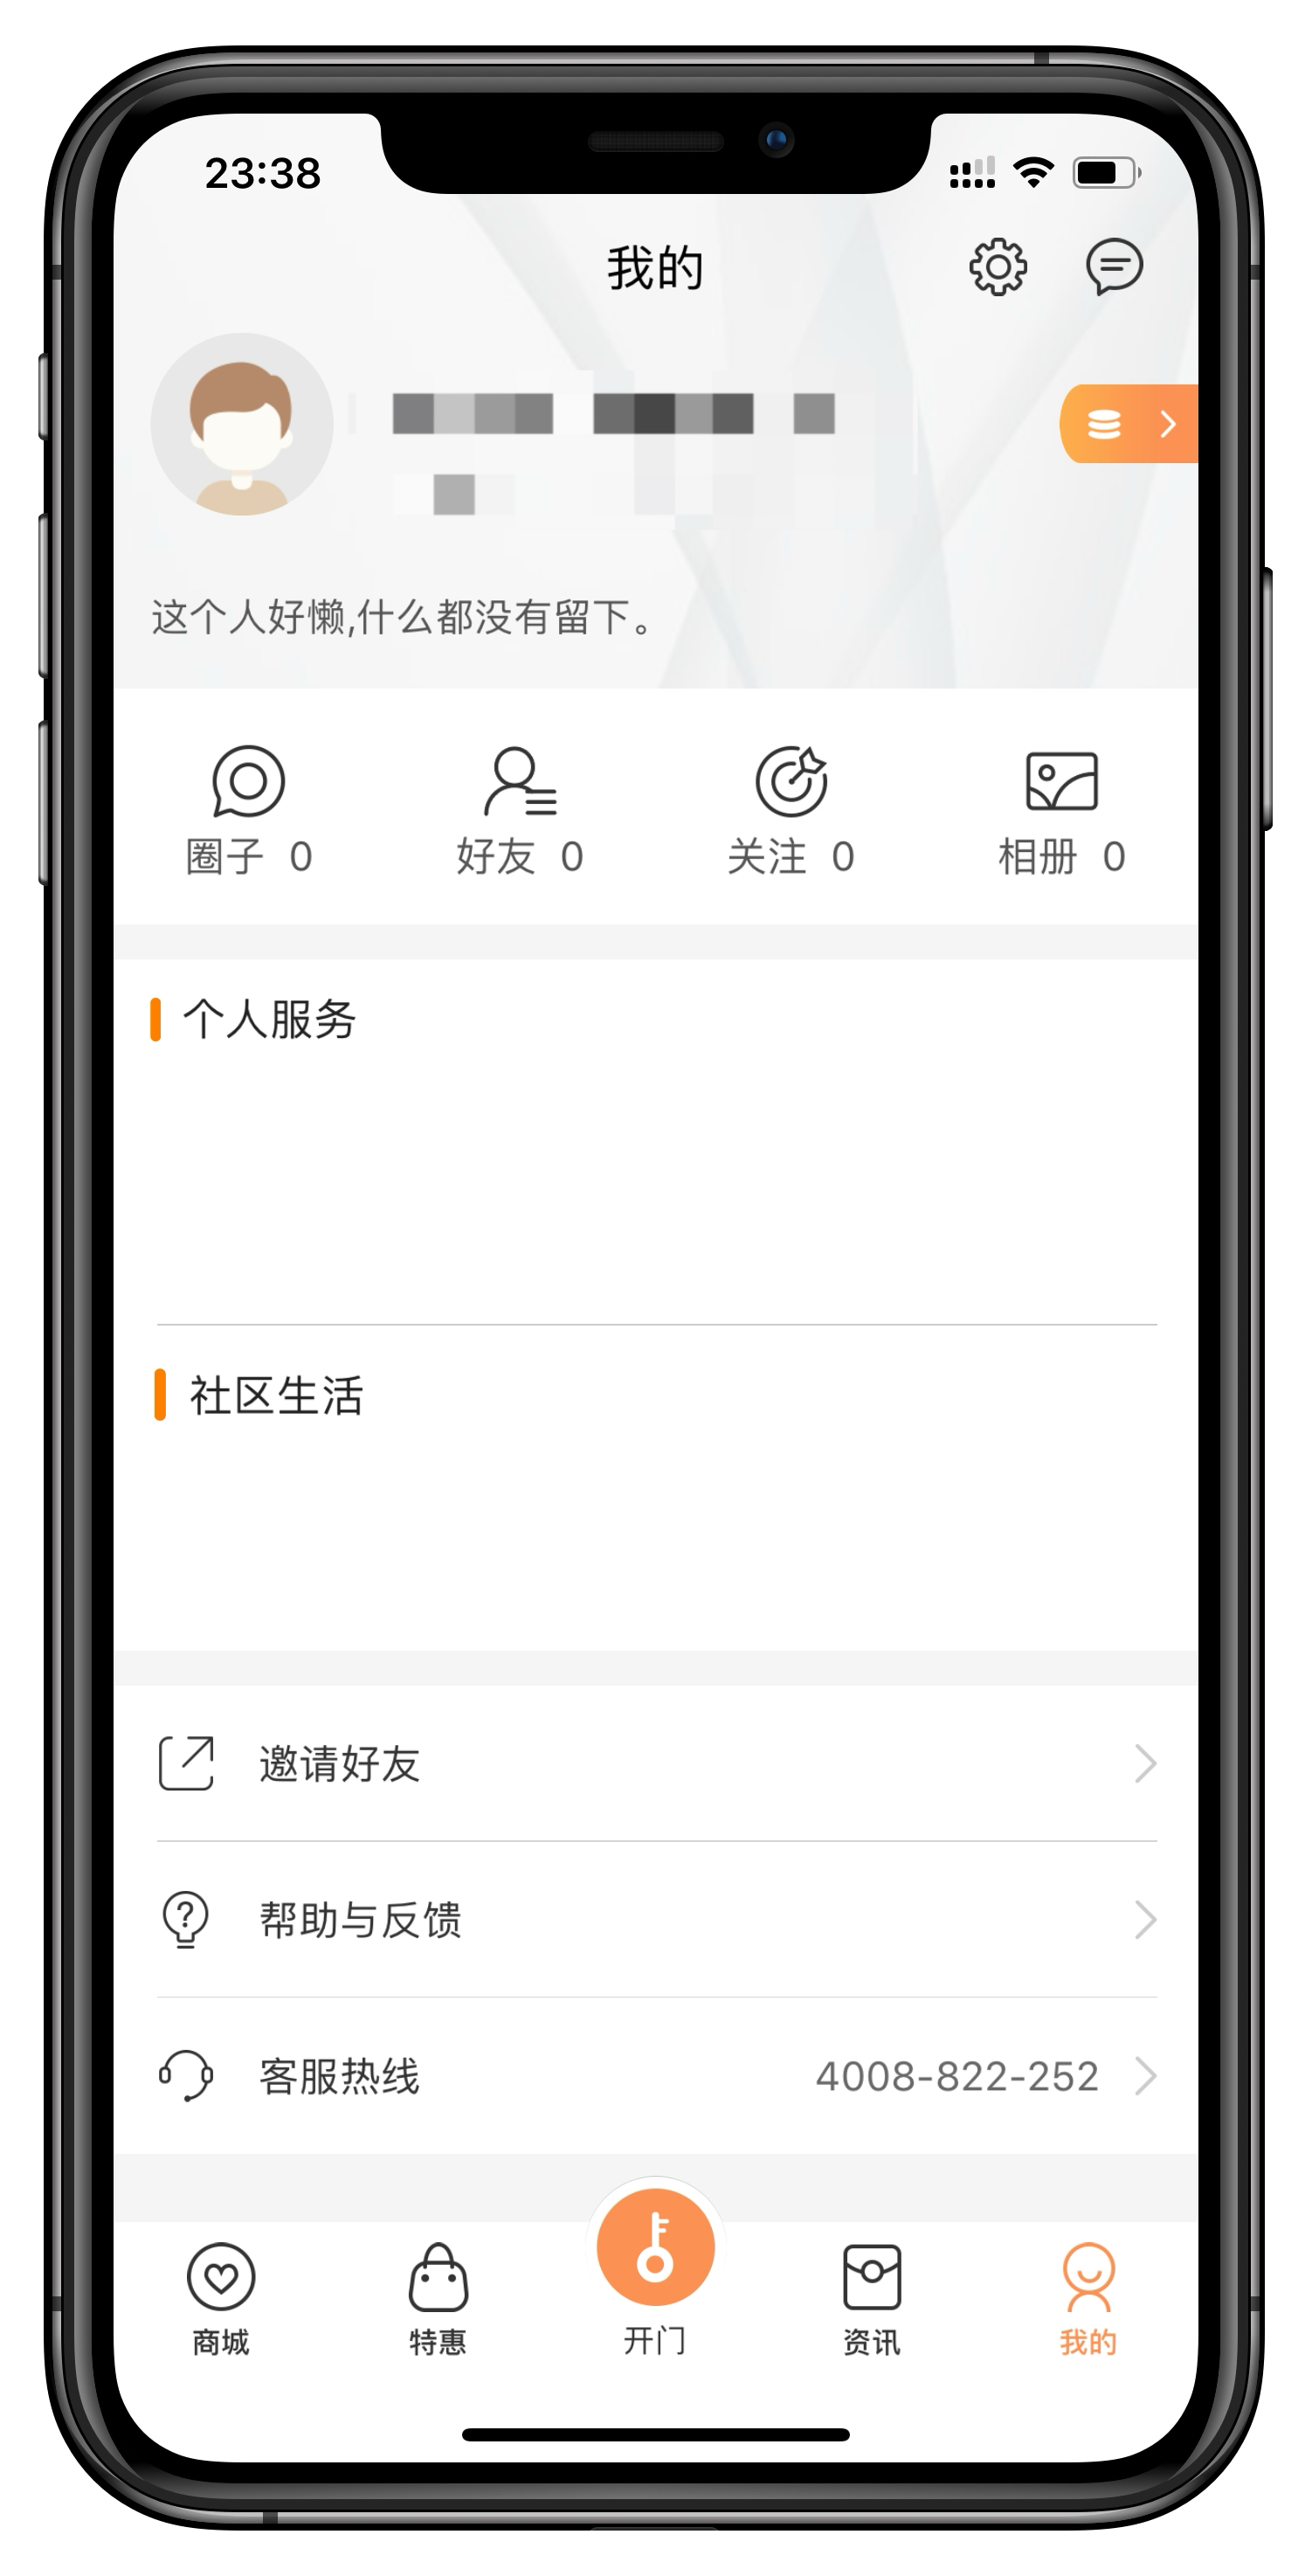 23:38
我的
这个人好懒,什么都没有留下。
圈子 0
好友 0
关注 0
相册 0
个人服务
社区生活
邀请好友
帮助与反馈
客服热线 4008-822-252
商城
特惠
开门
资讯
我的